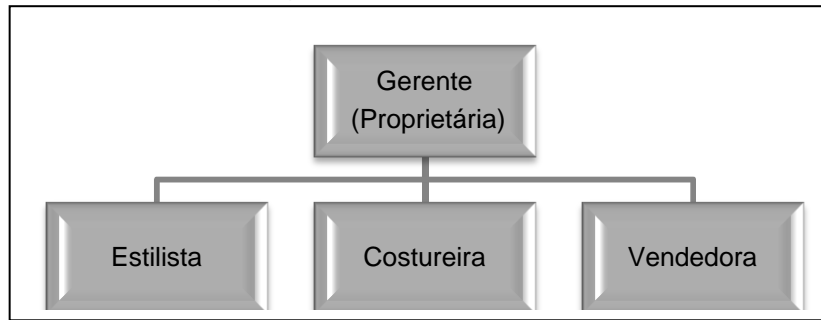 Gerente
(Proprietária)
Estilista
Costureira
Vendedora